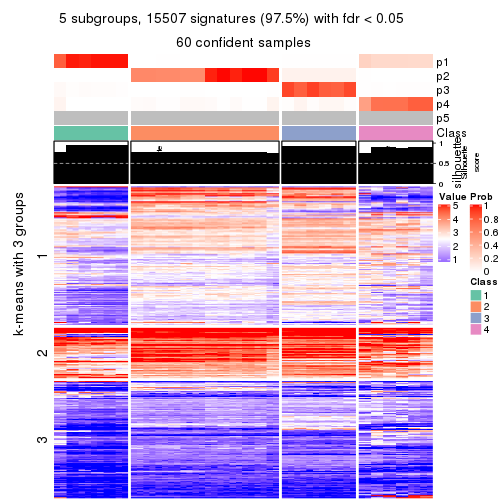 5 subgroups, 15507 signatures (97.5%) with fdr < 0.05
60 confident samples
p1
p2
p3
p4
p5
Class
1
0.5
0
silhouette
silhouette
score
k-means with 3 groups
1
2
3
Value
5
4
3
2
1
Prob
1
0.8
0.6
0.4
0.2
0
Class
1
2
3
4